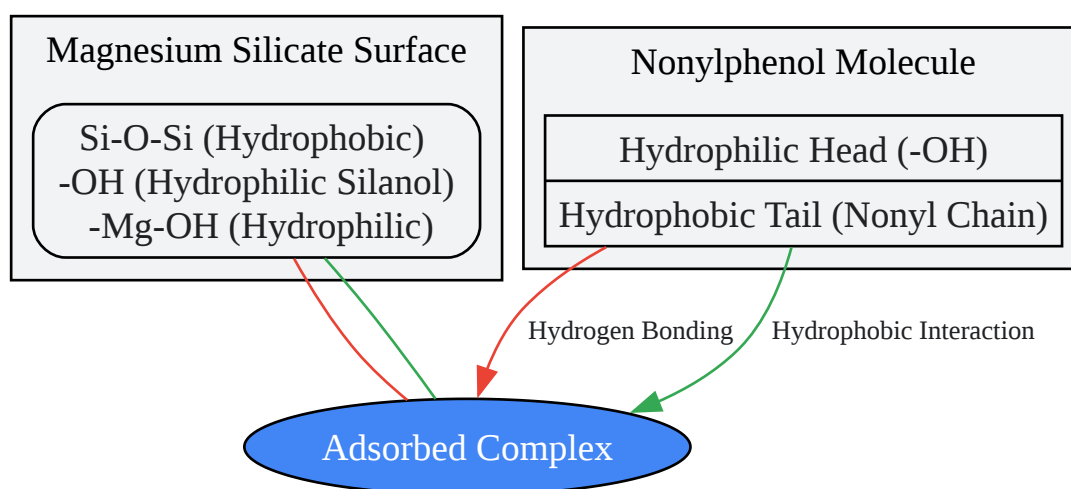 Magnesium Silicate Surface
Si-O-Si (Hydrophobic)
-OH (Hydrophilic Silanol)
-Mg-OH (Hydrophilic)
Nonylphenol Molecule
Hydrophilic Head (-OH)
Hydrophobic Tail (Nonyl Chain)
Hydrogen Bonding
Hydrophobic Interaction
Adsorbed Complex